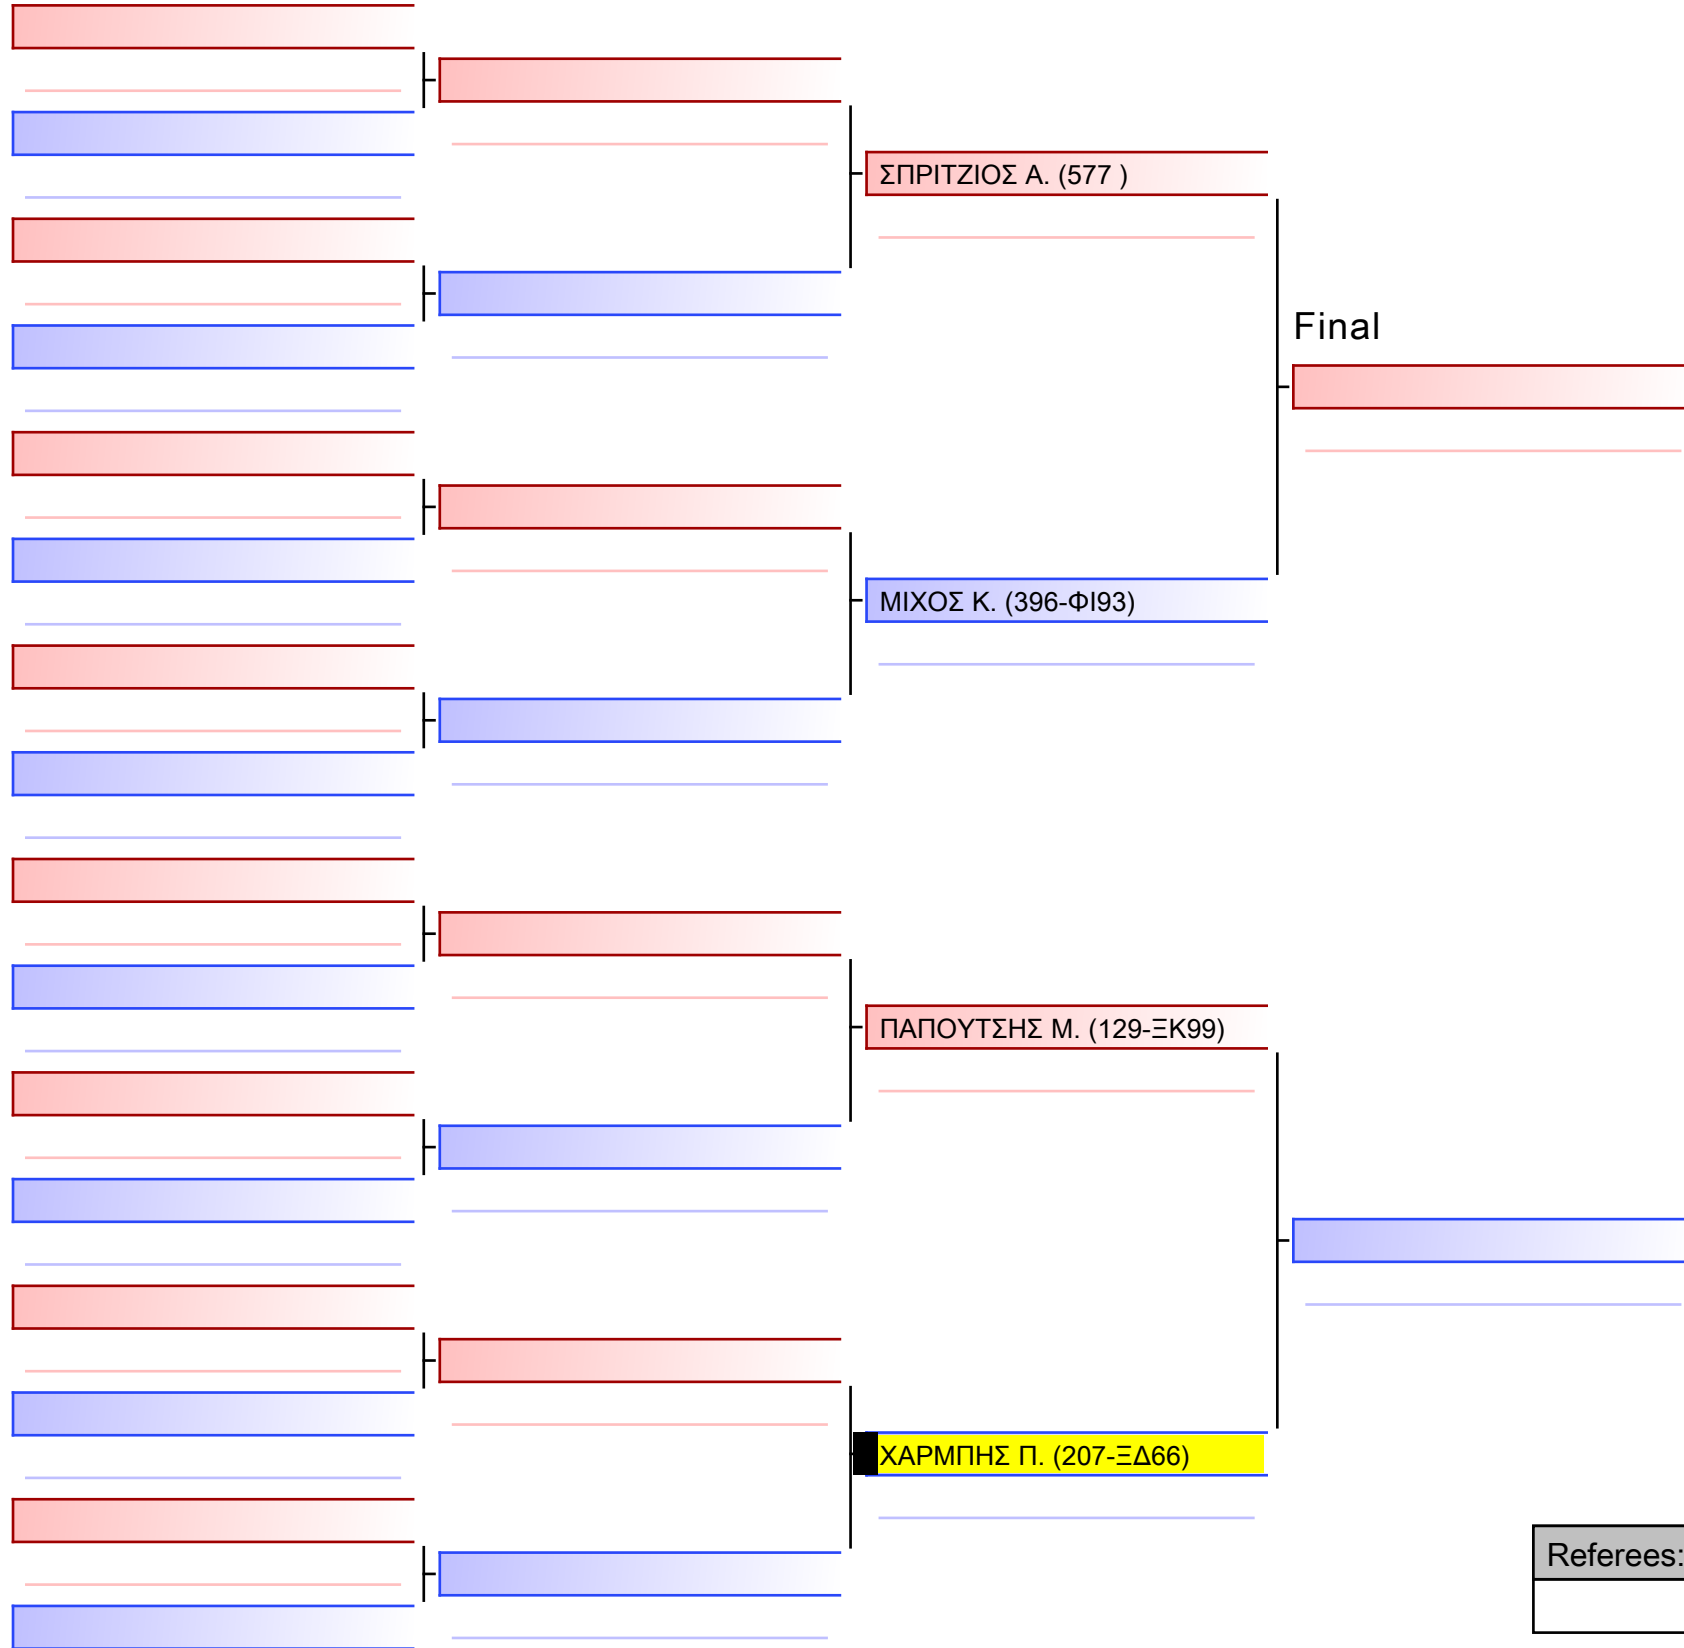 ΣΠΡΙΤΖΙΟΣ Α. (577 )
Final
ΜΙΧΟΣ Κ. (396-ΦΙ93)
ΠΑΠΟΥΤΣΗΣ Μ. (129-ΞΚ99)
ΧΑΡΜΠΗΣ Π. (207-ΞΔ66)
Referees: